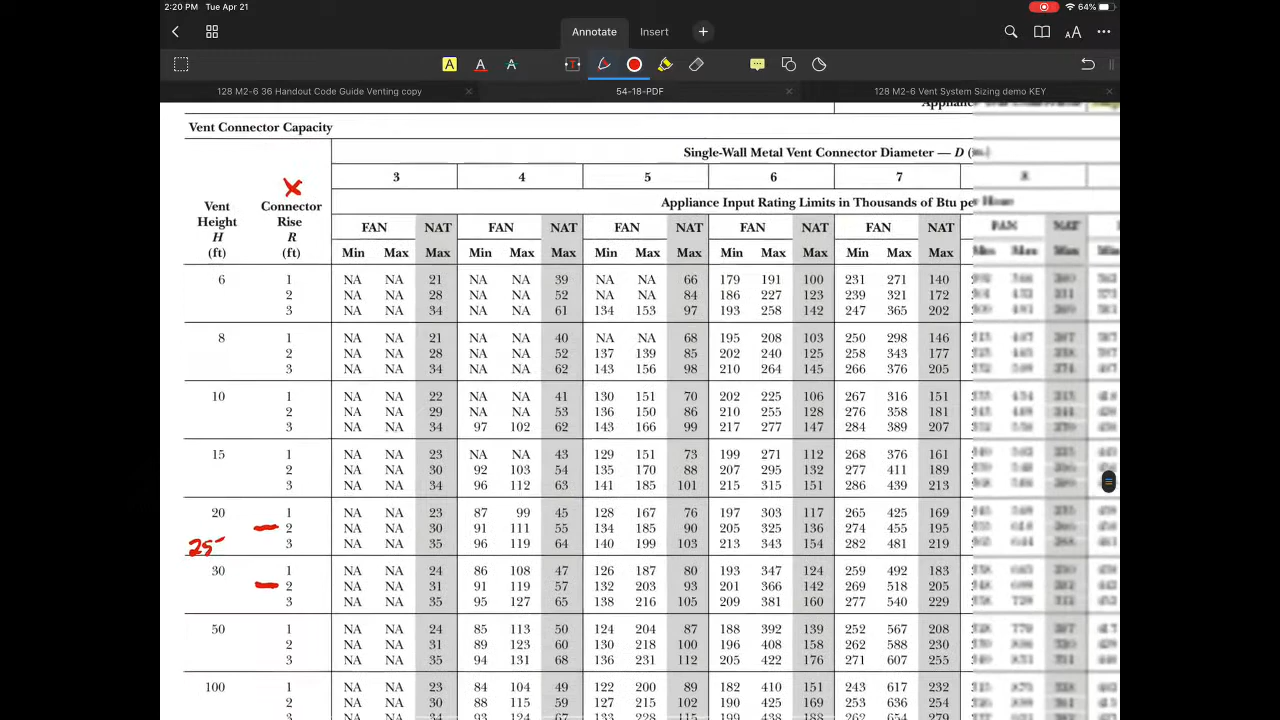 2:20 PM Tue Apr 21
64%
Annotate Insert
128 M2-6 36 Handout Code Guide Venting copy
54-18-PDF
128 M2-6 Vent System Sizing demo KEY
Vent Connector Capacity
Single-Wall Metal Vent Connector Diameter — D
3 4 5 6 7 8
Vent Height H (ft)
Connector Rise R (ft)
Appliance Input Rating Limits in Thousands of Btu per
FAN NAT FAN NAT FAN NAT FAN NAT FAN NAT FAN NAT
Min Max Max Min Max Max Min Max Max Min Max Max Min Max Max Min Max Max
6 1 NA NA 21 NA NA 39 NA NA 66 179 191 100 231 271 140
2 NA NA 28 NA NA 52 NA NA 84 186 227 123 239 321 172
3 NA NA 34 NA NA 61 134 153 97 193 258 142 247 365 202
8 1 NA NA 21 NA NA 40 NA NA 68 195 208 103 250 298 146
2 NA NA 28 NA NA 52 137 139 85 202 240 125 258 343 177
3 NA NA 34 NA NA 62 143 156 98 210 264 145 266 376 205
10 1 NA NA 22 NA NA 41 130 151 70 202 225 106 267 316 151
2 NA NA 29 NA NA 53 136 150 86 210 255 128 276 358 181
3 NA NA 34 97 102 62 143 166 99 217 277 147 284 389 207
15 1 NA NA 23 NA NA 43 129 151 73 199 271 112 268 376 161
2 NA NA 30 92 103 54 135 170 88 207 295 132 277 411 189
3 NA NA 34 96 112 63 141 185 101 215 315 151 286 439 213
20 1 NA NA 23 87 99 45 128 167 76 197 303 117 265 425 169
2 NA NA 30 91 111 55 134 185 90 205 325 136 274 455 195
25' 3 NA NA 35 96 119 64 140 199 103 213 343 154 282 481 219
30 1 NA NA 24 86 108 47 126 187 80 193 347 124 259 492 183
2 NA NA 31 91 119 57 132 203 93 201 366 142 269 518 205
3 NA NA 35 95 127 65 138 216 105 209 381 160 277 540 229
50 1 NA NA 24 85 113 50 124 204 87 188 392 139 252 567 208
2 NA NA 31 89 123 60 130 218 100 196 408 158 262 588 230
3 NA NA 35 94 131 68 136 231 112 205 422 176 271 607 255
100 1 NA NA 23 84 104 49 122 200 89 182 410 151 243 617 232
2 NA NA 30 88 115 59 127 215 102 190 425 169 253 636 254
3 NA NA 34 93 124 67 133 228 115 199 438 188 262 654 279